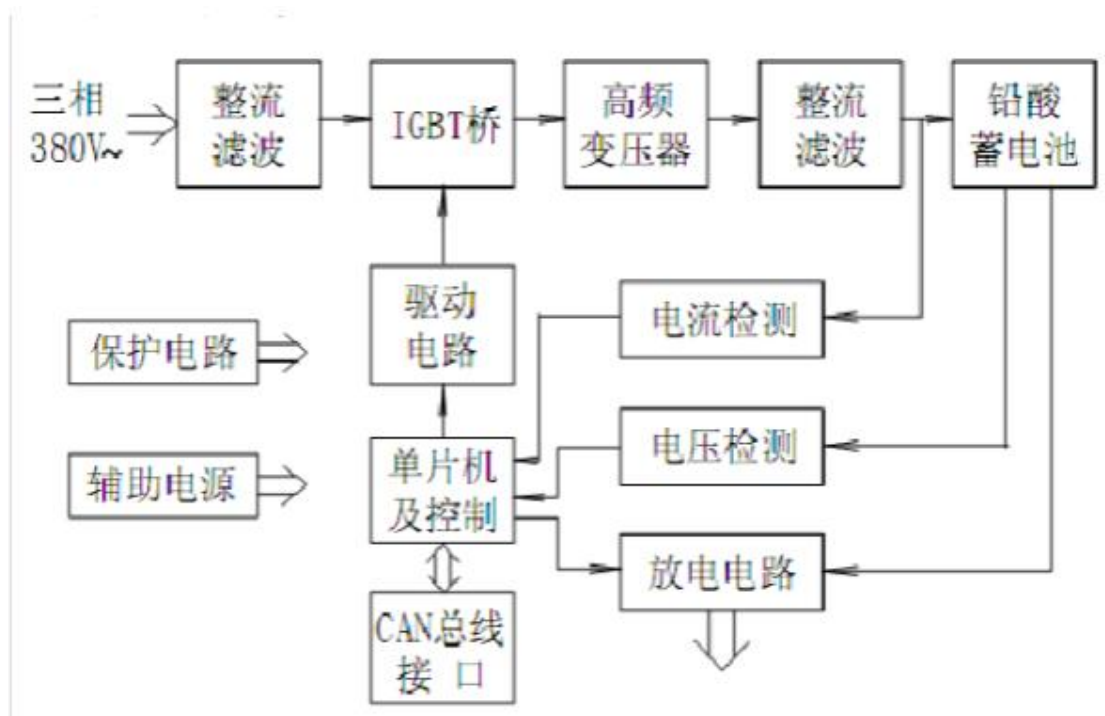 三相
380V~
整流
滤波
IGBT桥
高频
变压器
整流
滤波
铅酸
蓄电池
驱动
电路
电流检测
保护电路
电压检测
单片机
及控制
辅助电源
放电电路
CAN总线
接 口